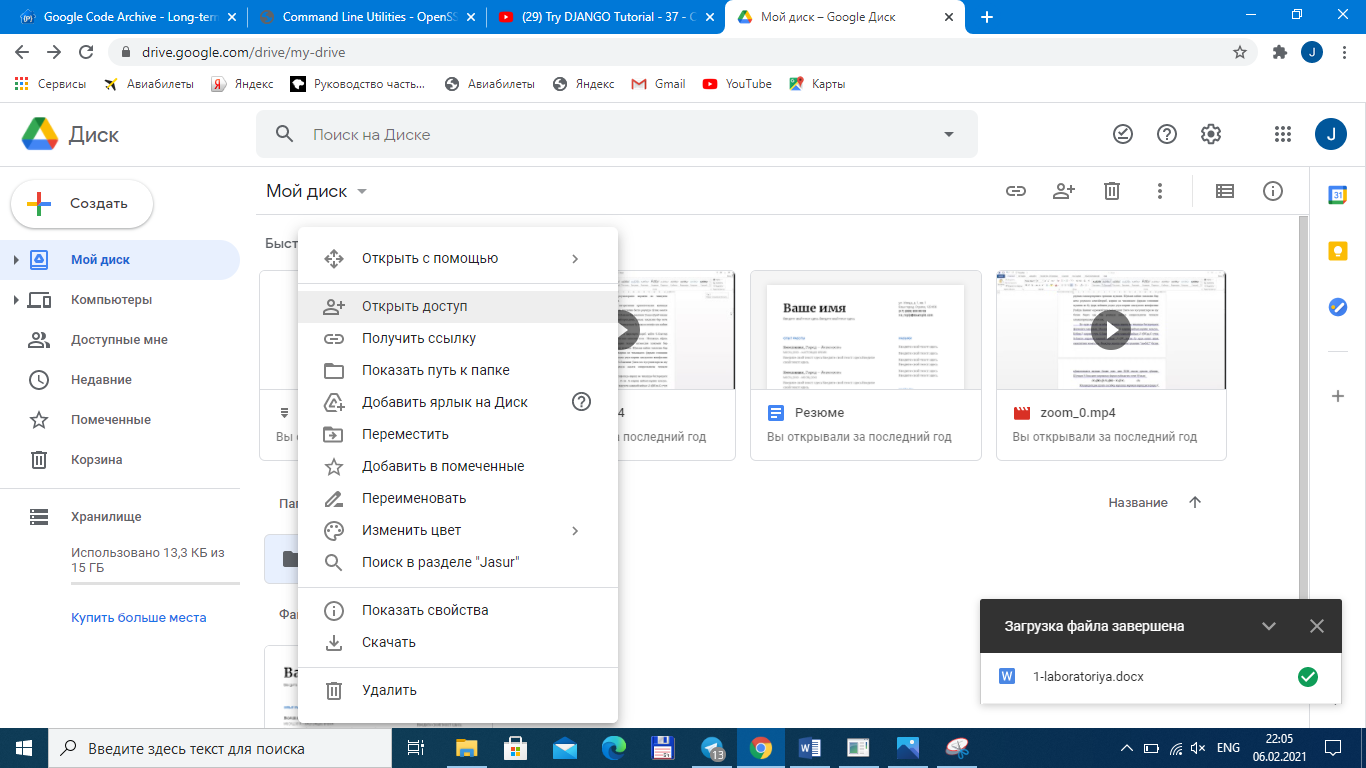 Google Code Archive - Long-term
Command Line Utilities - OpenSS
(29) Try DJANGO Tutorial - 37 - C
Мой диск – Google Диск
drive.google.com/drive/my-drive
J
Сервисы
Авиабилеты
Яндекс
Руководство часть...
Авиабилеты
Яндекс
Gmail
YouTube
Карты
Диск
Поиск на Диске
J
Создать
Мой диск
31
Мой диск
Компьютеры
Доступные мне
Недавние
Помеченные
Корзина
Хранилище
Использовано 13,3 КБ из
15 ГБ
Купить больше места
Быст
Открыть с помощью
Открыть доступ
Получить ссылку
Показать путь к папке
Добавить ярлык на Диск
Переместить
Добавить в помеченные
Переименовать
Изменить цвет
Поиск в разделе "Jasur"
Показать свойства
Скачать
Удалить
Вы о
4
последний год
Ваше имя
Резюме
Вы открывали за последний год
zoom_0.mp4
Вы открывали за последний год
Пап
Название
Фай
Ва
Загрузка файла завершена
W
1-laboratoriya.docx
Введите здесь текст для поиска
13
ENG
22:05
06.02.2021